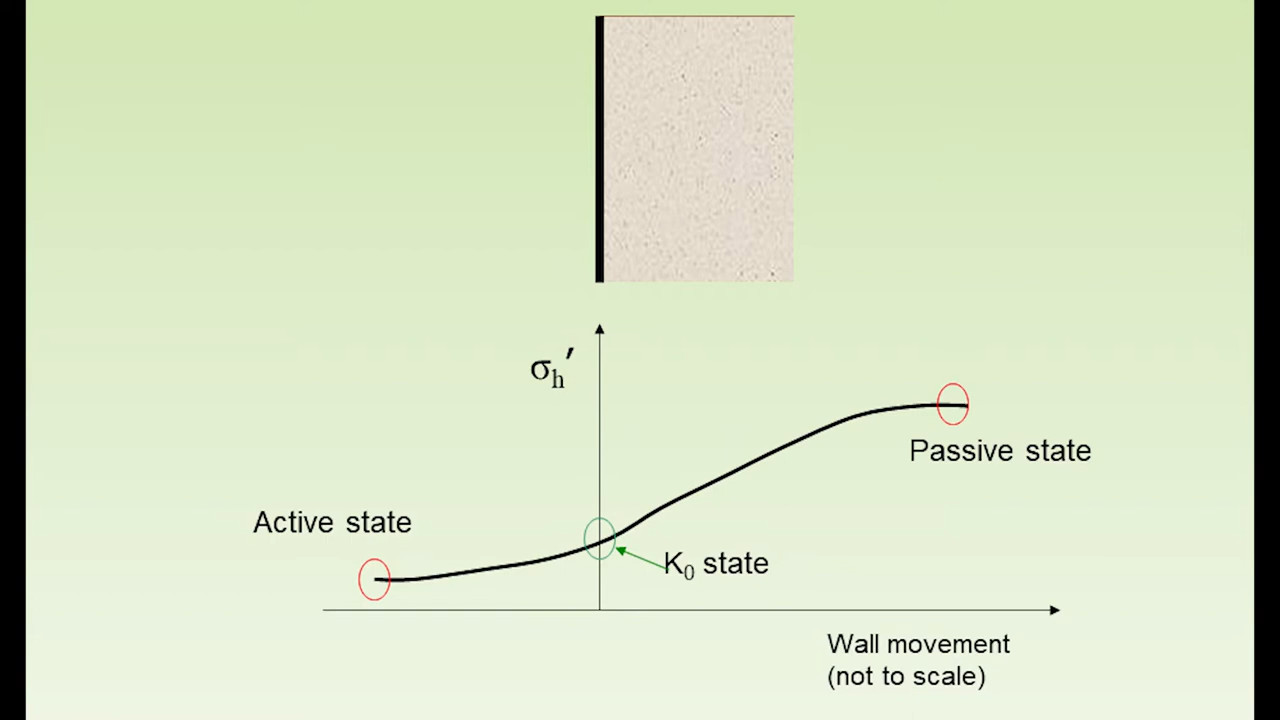 σh′
Passive state
Active state
K0 state
Wall movement
(not to scale)